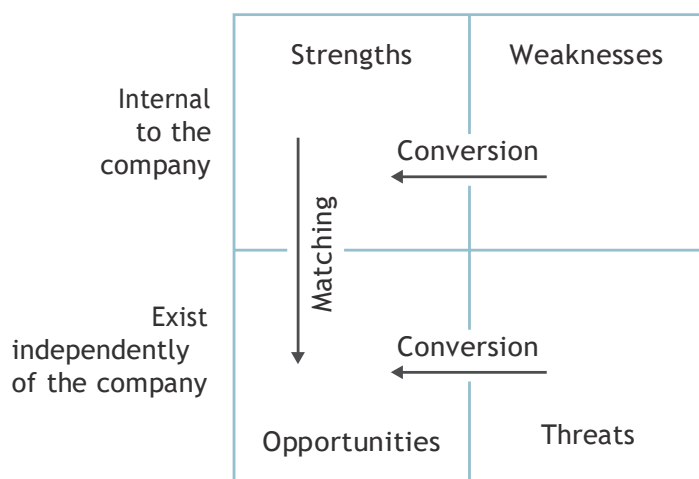 Strengths
Weaknesses
Internal
to the
company
Conversion
Matching
Exist
independently
of the company
Conversion
Opportunities
Threats